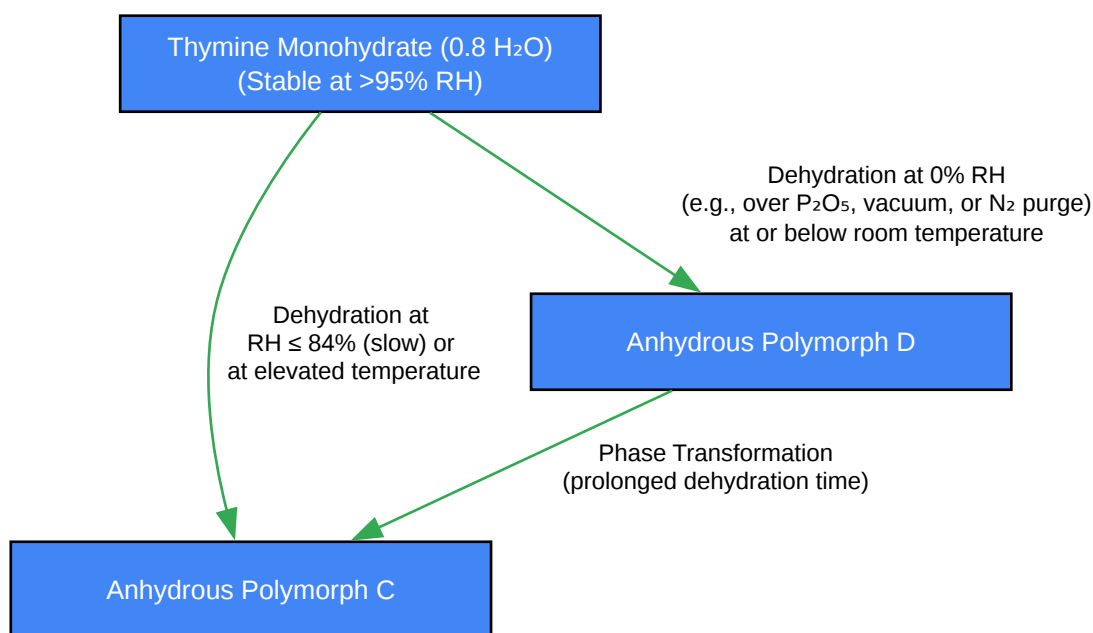 Thymine Monohydrate (0.8 H₂O)
(Stable at >95% RH)
Dehydration at 0% RH
(e.g., over P₂O₅, vacuum, or N₂ purge)
at or below room temperature
Dehydration at
RH ≤ 84% (slow) or
at elevated temperature
Anhydrous Polymorph D
Phase Transformation
(prolonged dehydration time)
Anhydrous Polymorph C